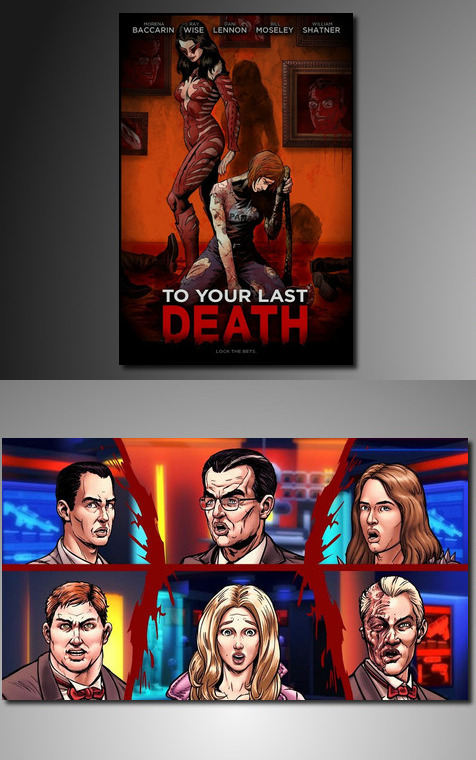 MORENA RAY DANI BILL WILLIAM
BACCARIN WISE LENNON MOSELEY SHATNER
TO YOUR LAST
DEATH
LOCK THE BETS.